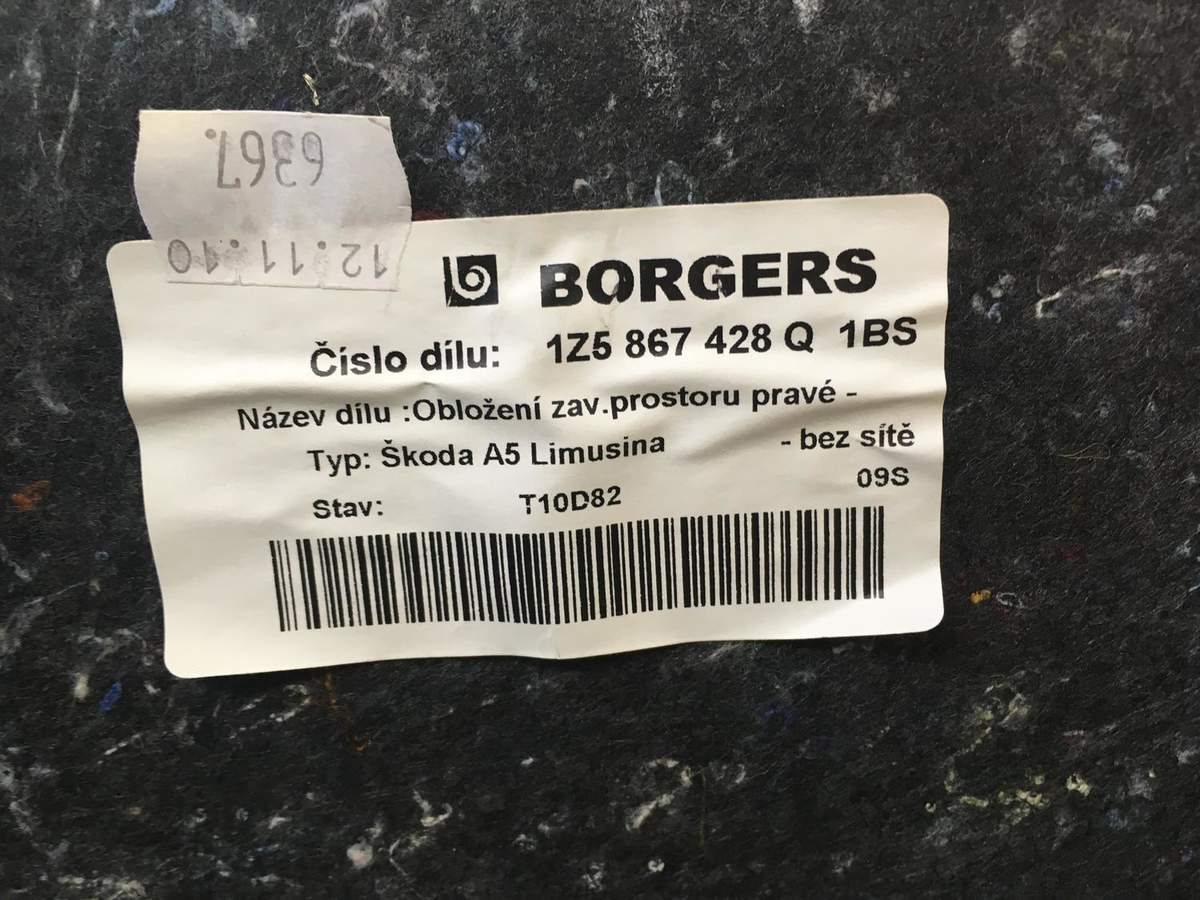 6367.
12.11.10
BORGERS
Číslo dílu: 1Z5 867 428 Q 1BS
Název dílu :Obložení zav.prostoru pravé -
Typ: Škoda A5 Limusina - bez sítě
09S
Stav: T10D82